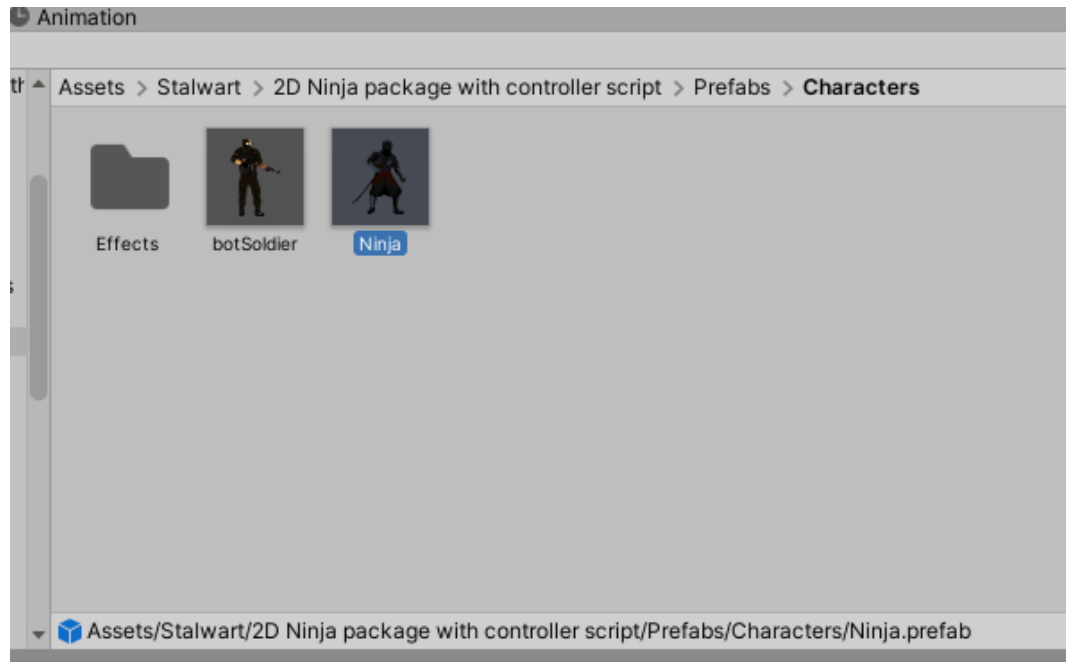 Animation
Assets > Stalwart > 2D Ninja package with controller script > Prefabs > Characters
Effects botSoldier Ninja
Assets/Stalwart/2D Ninja package with controller script/Prefabs/Characters/Ninja.prefab